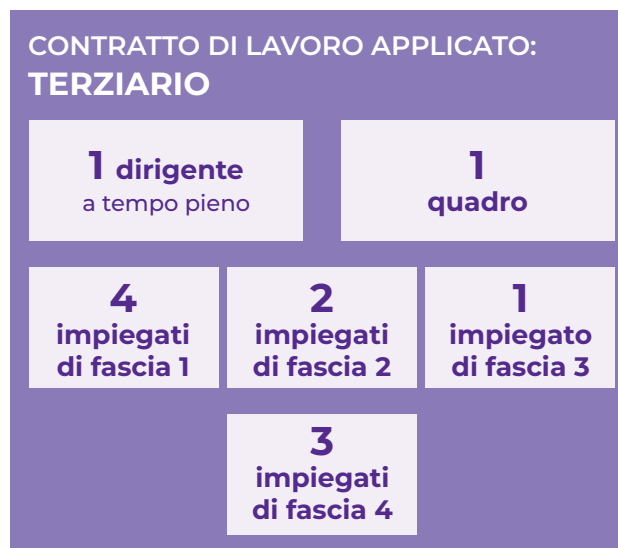 CONTRATTO DI LAVORO APPLICATO:
TERZIARIO
1 dirigente
a tempo pieno
1
quadro
4
impiegati
di fascia 1
2
impiegati
di fascia 2
1
impiegato
di fascia 3
3
impiegati
di fascia 4